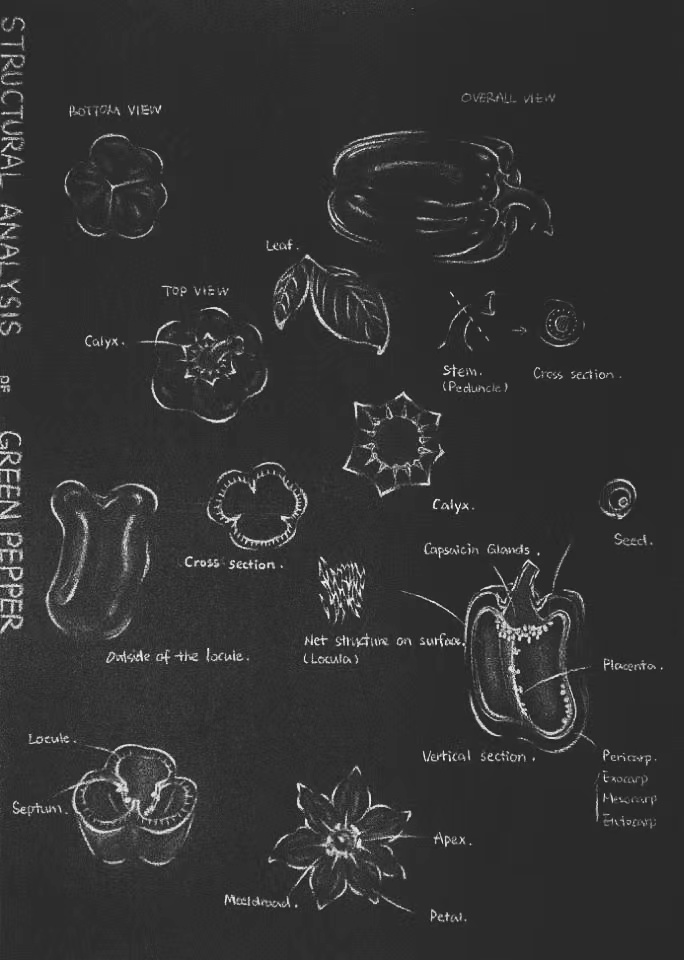 STRUCTURAL ANALYSIS OF GREEN PEPPER
BOTTOM VIEW
OVERALL VIEW
Leaf.
TOP VIEW
Calyx.
Stem.
(Peduncle)
Cross section.
Calyx.
Seed.
Cross section.
Capsaicin Glands.
Net structure on surface.
(Locula)
Outside of the locule.
Placenta.
Vertical section.
Pericarp.
Exocarp
Mesocarp
Locule.
Septum.
Apex.
Petal.